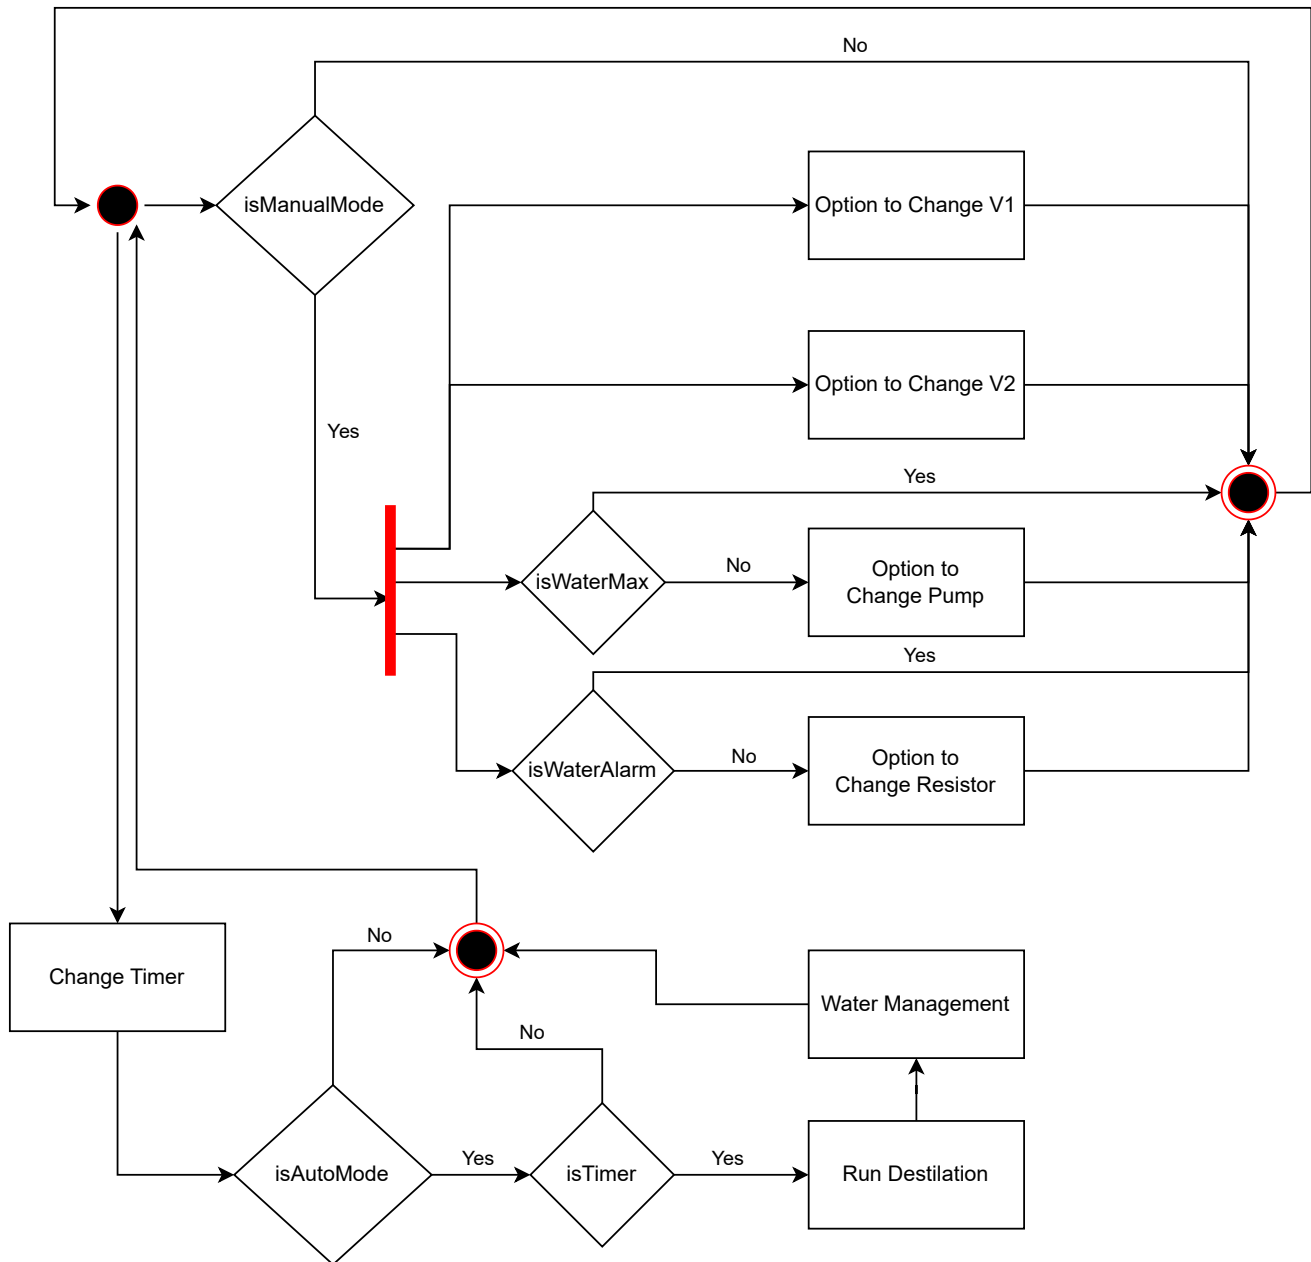 No
isManualMode
Option to Change V1
Option to Change V2
Yes
Yes
isWaterMax
No
Option to
Change Pump
Yes
isWaterAlarm
No
Option to
Change Resistor
No
Change Timer
Water Management
No
isAutoMode
Yes
isTimer
Yes
Run Destilation